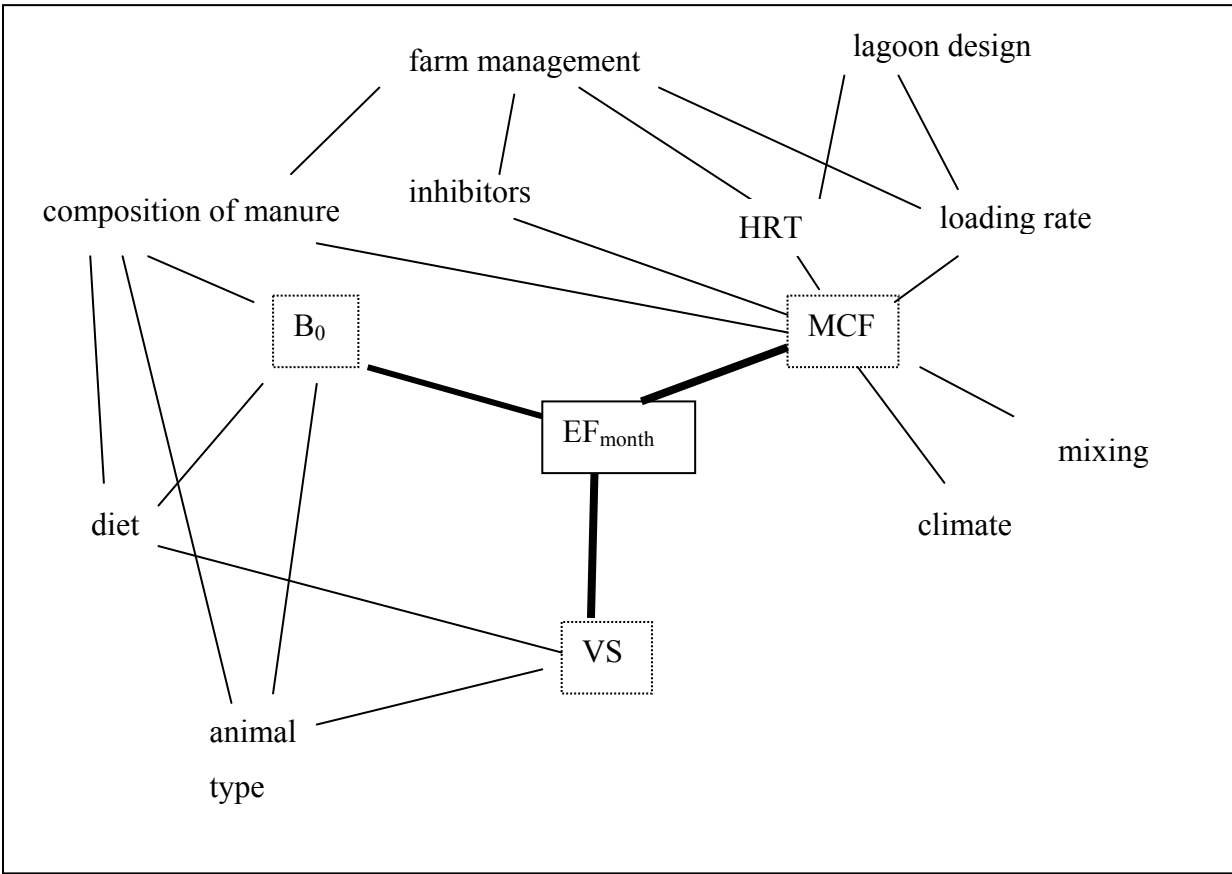 lagoon design
farm management
inhibitors
composition of manure
loading rate
HRT
B₀
MCF
EFmonth
mixing
diet
climate
VS
animal
type